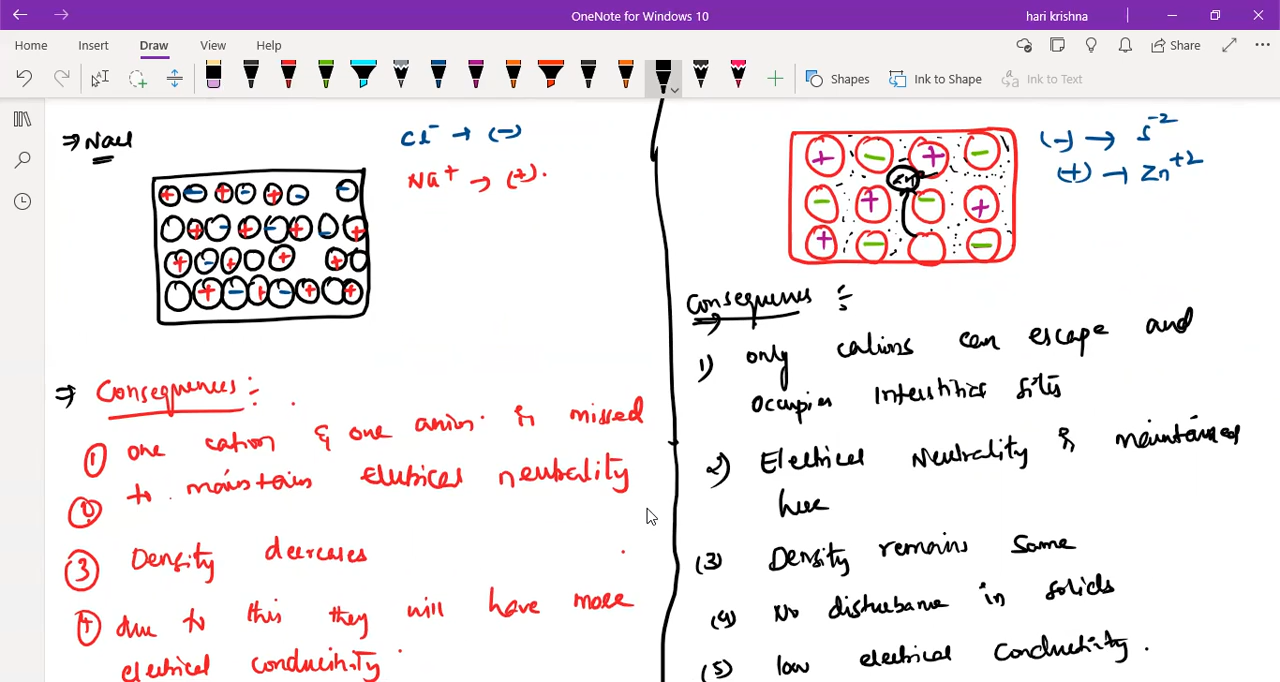 OneNote for Windows 10
hari krishna
Home Insert Draw View Help
Share
Shapes
Ink to Shape
Ink to Text
⇒ Nacl
Cl⁻ → (-)
Na⁺ → (+).
+ - + - + - -
+ - + - + - +
+ - + + +
+ - + - + +
⇒ Consequences :-
① one cation & one anion is missed
② to maintain electrical neutrality
③ Density decreases
④ due to this they will have more
electrical conductivity
+ - + -
Zn
- + - +
+ - -
(-) → S⁻²
(+) → Zn⁺²
Consequenes :-
1) only cations can escape and
occupies Interstitial sites
2) Electrical Neutrality is maintained
here
(3) Density remains same
(4) No disturbance in solids
(5) low electrical conductivity.